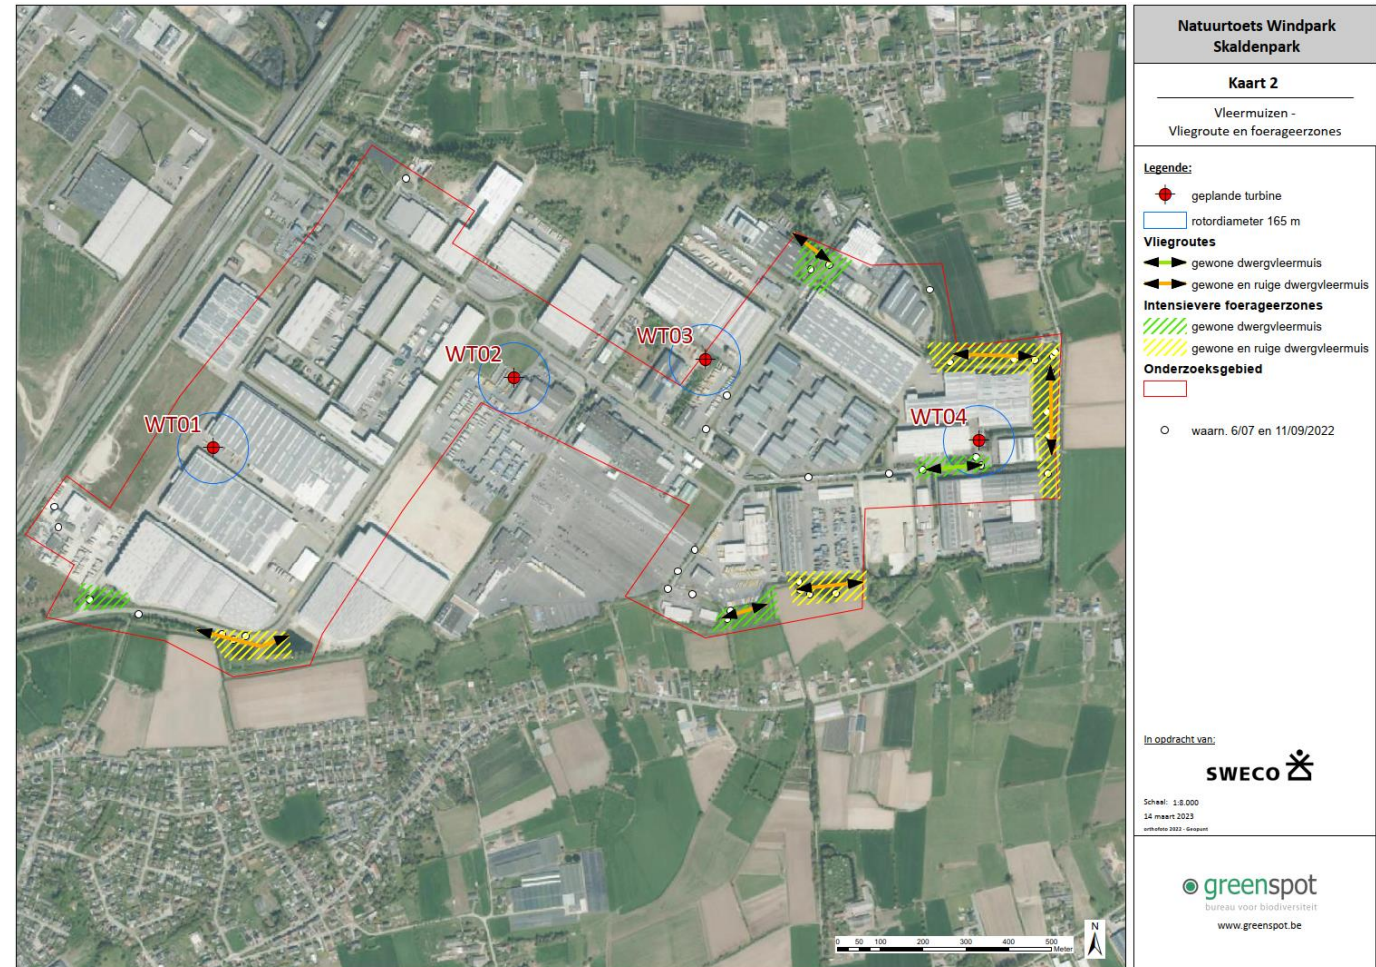 Natuurtoets Windpark
Skaldenpark
Kaart 2
Vleermuizen -
Vliegroute en foerageerzones
Legende:
geplande turbine
rotordiameter 165 m
Vliegroutes
gewone dwergvleermuis
gewone en ruige dwergvleermuis
Intensievere foerageerzones
gewone dwergvleermuis
gewone en ruige dwergvleermuis
Onderzoeksgebied
waarn. 6/07 en 11/09/2022
WT03
WT02
WT04
WT01
In opdracht van:
SWECO
Schaal: 1:8.000
14 maart 2023
orthofoto 2022 - Geopunt
greenspot
bureau voor biodiversiteit
www.greenspot.be
N
0 50 100 200 300 400 500
Meter